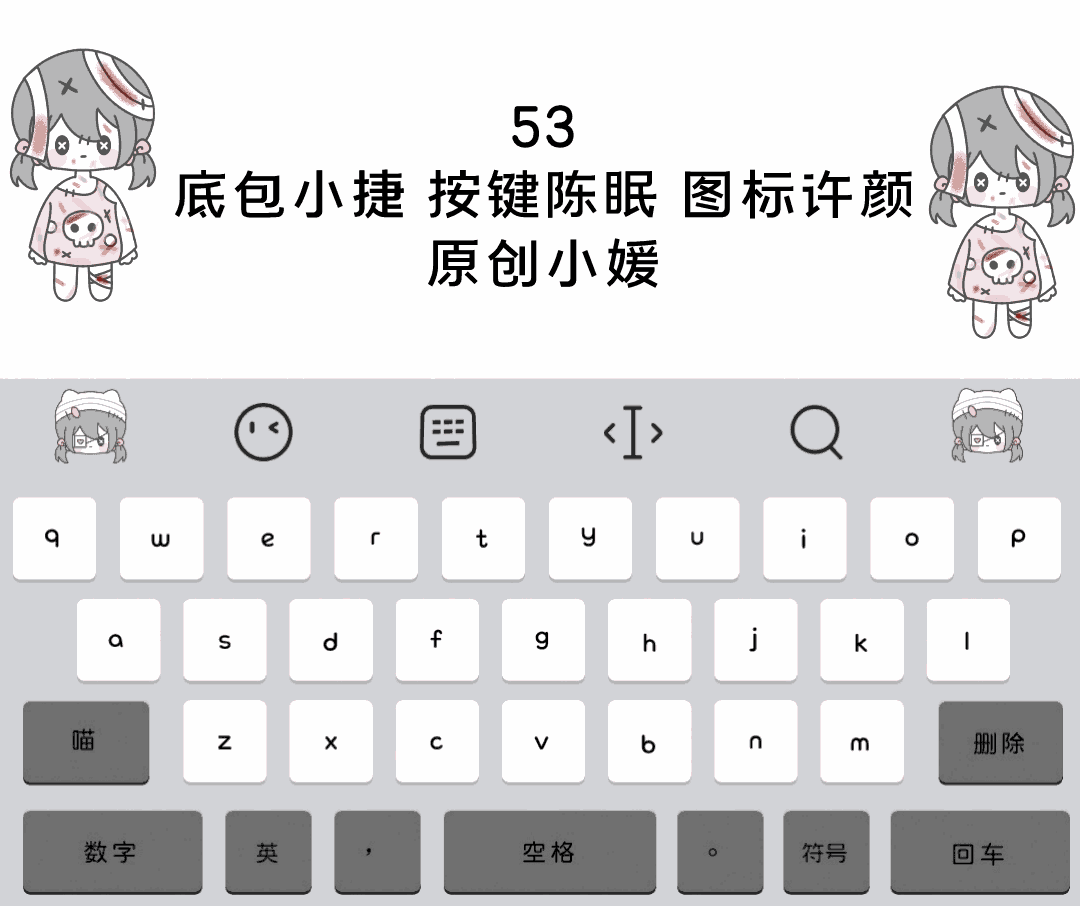 53
底包小捷 按键陈眠 图标许颜
原创小媛
q w e r t y u i o p
a s d f g h j k l
喵 z x c v b n m 删除
数字 英 ， 空格 。 符号 回车